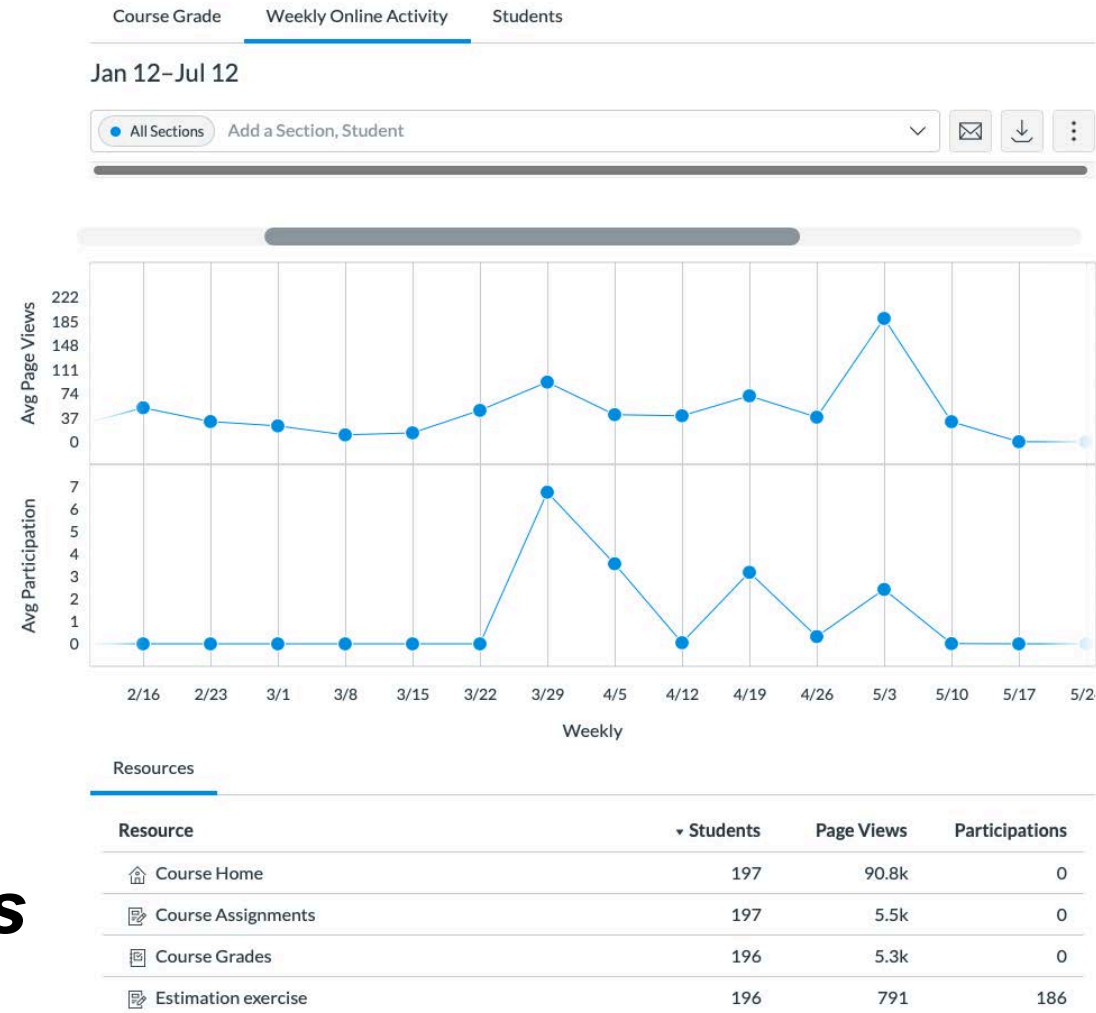 Course Grade Weekly Online Activity Students
Jan 12–Jul 12
All Sections Add a Section, Student
Avg Page Views
222
185
148
111
74
37
0
Avg Participation
7
6
5
4
3
2
1
0
2/16 2/23 3/1 3/8 3/15 3/22 3/29 4/5 4/12 4/19 4/26 5/3 5/10 5/17
Weekly
Resources
Resource Students Page Views Participations
Course Home 197 90.8k 0
Course Assignments 197 5.5k 0
s
Course Grades 196 5.3k 0
Estimation exercise 196 791 186